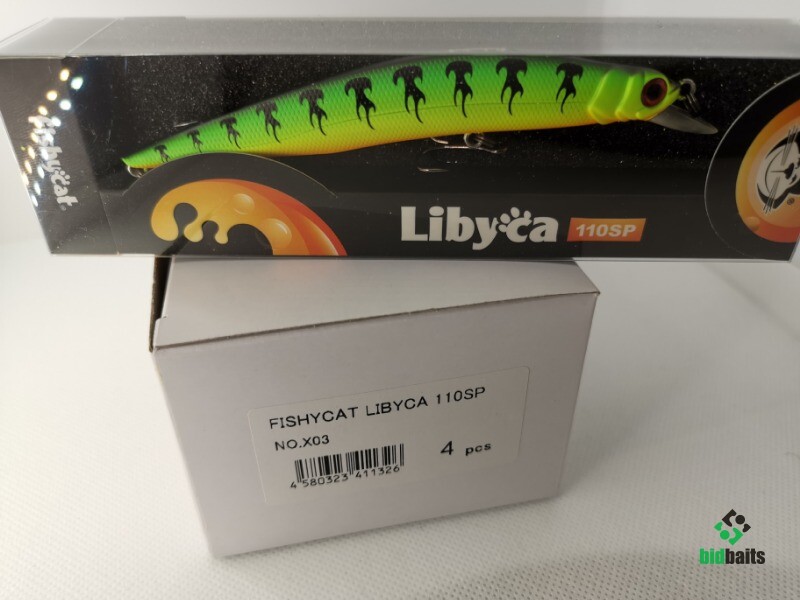 Fishycat
Libyca 110SP
FISHYCAT LIBYCA 110SP
NO.X03
4 pcs
4 580323 411326
bidbaits